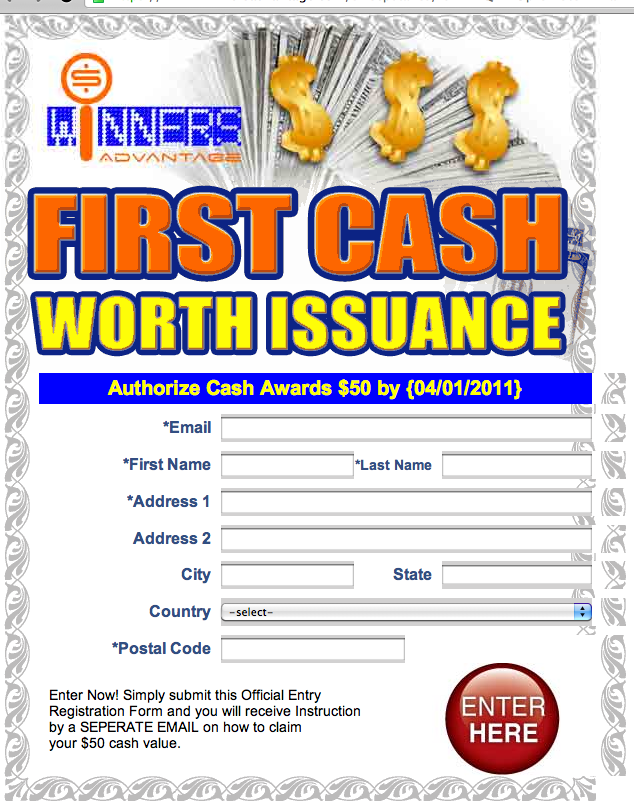 WINNERS
ADVANTAGE
$ $ $
FIRST CASH
WORTH ISSUANCE
Authorize Cash Awards $50 by {04/01/2011}
*Email
*First Name *Last Name
*Address 1
Address 2
City State
Country -select-
*Postal Code
Enter Now! Simply submit this Official Entry
Registration Form and you will receive Instruction
by a SEPERATE EMAIL on how to claim
your $50 cash value.
ENTER
HERE